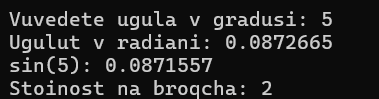 Vuvedete ugula v gradusi: 5
Ugulut v radiani: 0.0872665
sin(5): 0.0871557
Stoinost na broqcha: 2